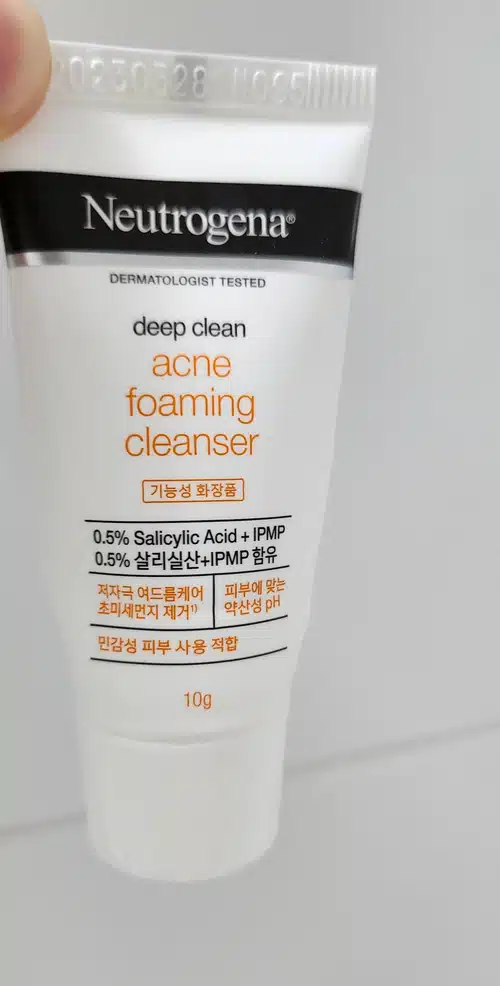 20230528
Neutrogena®
DERMATOLOGIST TESTED
deep clean
acne
foaming
cleanser
기능성 화장품
0.5% Salicylic Acid + IPMP
0.5% 살리실산+IPMP 함유
저자극 여드름케어
초미세먼지 제거¹⁾
피부에 맞는
약산성 pH
민감성 피부 사용 적합
10g